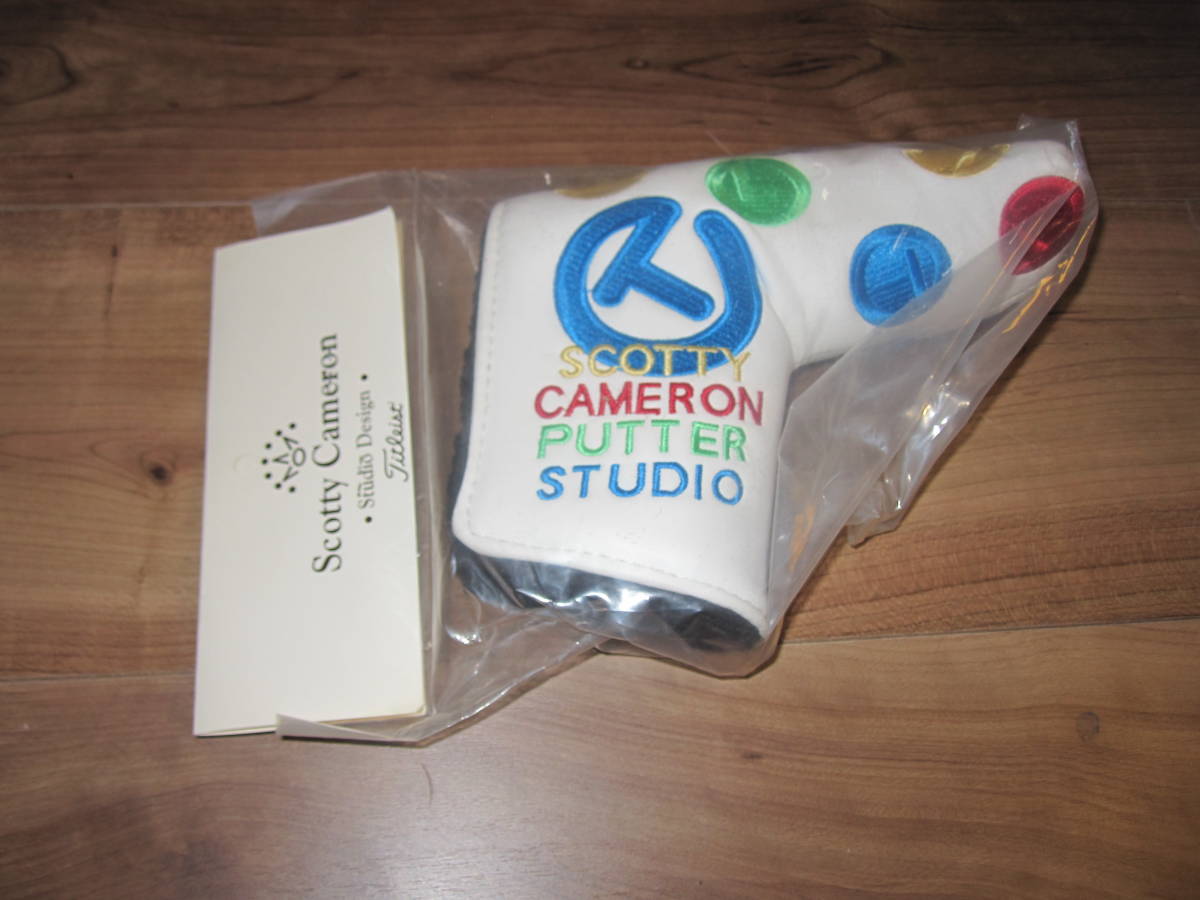 Scotty Cameron
• Studio Design •
Titleist
SCOTTY
CAMERON
PUTTER
STUDIO